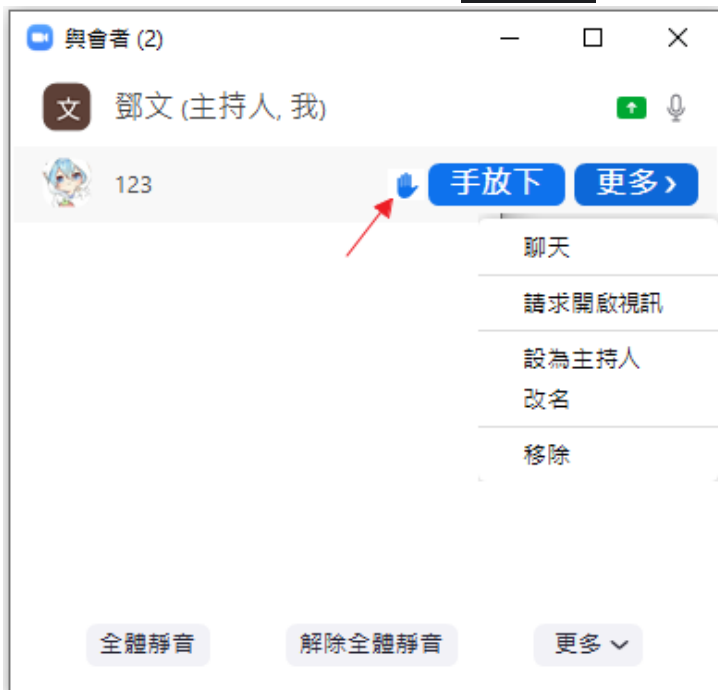 與會者 (2)
文 鄧文 (主持人, 我)
123 手放下 更多 ›
聊天
請求開啟視訊
設為主持人
改名
移除
全體靜音 解除全體靜音 更多